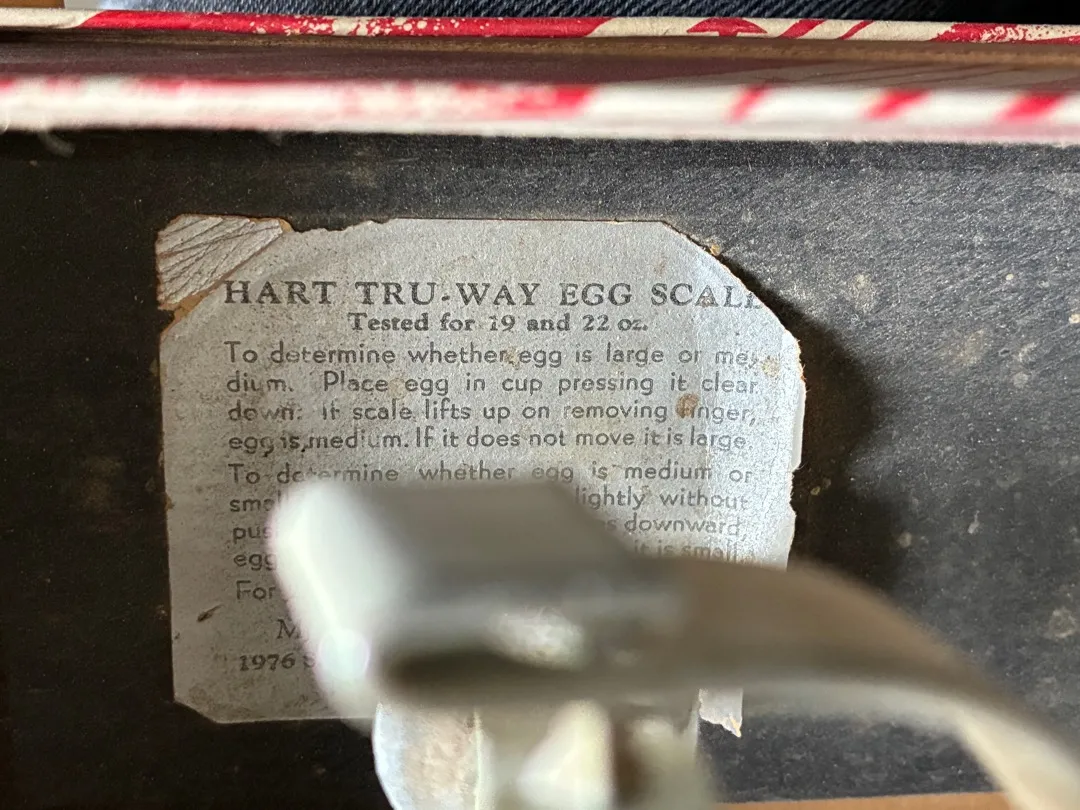 HART TRU-WAY EGG SCALE
Tested for 19 and 22 oz.
To determine whether egg is large or me-
dium. Place egg in cup pressing it clear
down: if scale lifts up on removing finger,
egg is medium. If it does not move it is large
To determine whether egg is medium or
lightly without
downward,
it is small.
For
1976